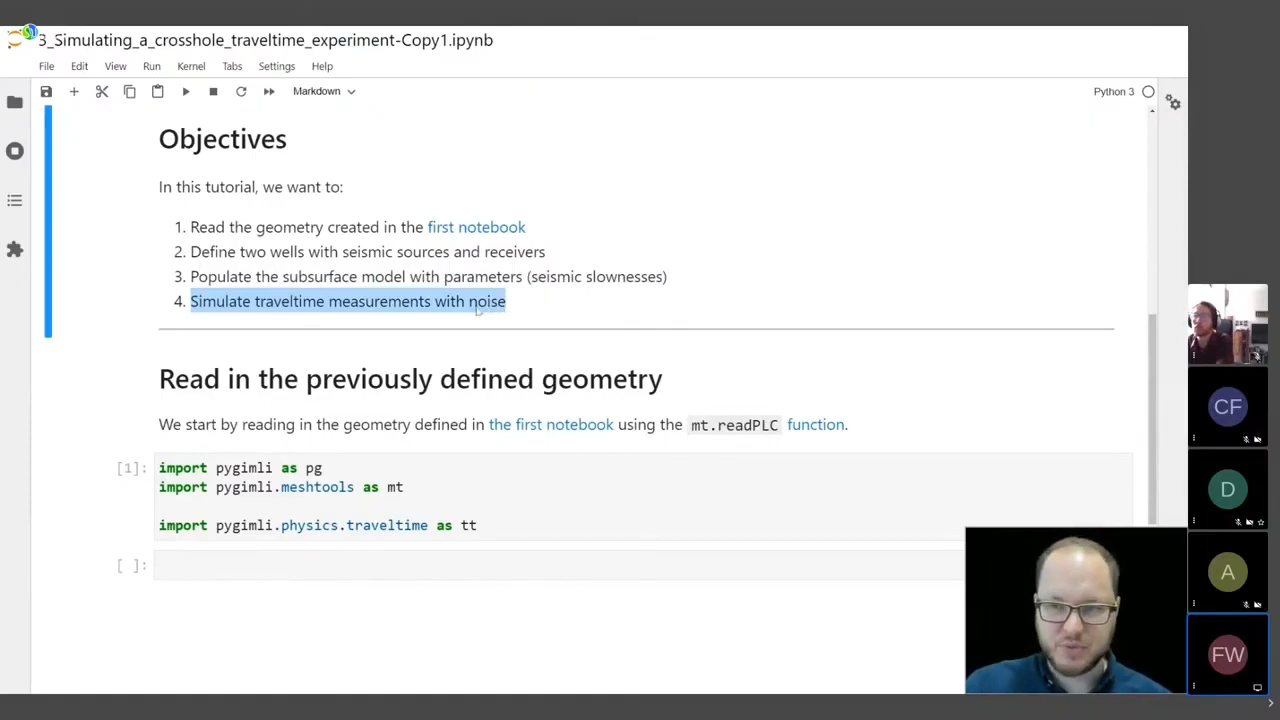 3_Simulating_a_crosshole_traveltime_experiment-Copy1.ipynb
File Edit View Run Kernel Tabs Settings Help
Markdown
Python 3
Objectives
In this tutorial, we want to:
1. Read the geometry created in the first notebook
2. Define two wells with seismic sources and receivers
3. Populate the subsurface model with parameters (seismic slownesses)
4. Simulate traveltime measurements with noise
Read in the previously defined geometry
We start by reading in the geometry defined in the first notebook using the mt.readPLC function.
[1]:
import pygimli as pg
import pygimli.meshtools as mt
import pygimli.physics.traveltime as tt
[ ]:
CF
D
A
FW